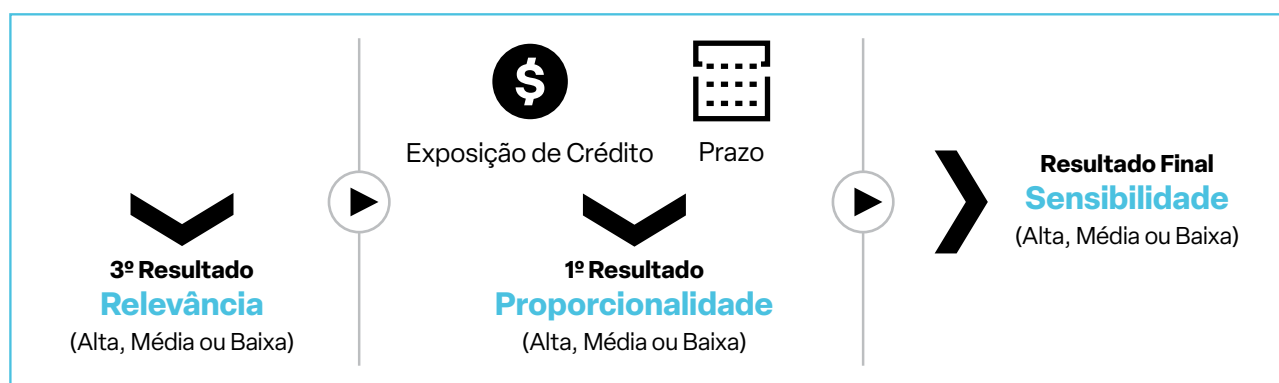 3º Resultado
Relevância
(Alta, Média ou Baixa)
$
Exposição de Crédito
Prazo
1º Resultado
Proporcionalidade
(Alta, Média ou Baixa)
Resultado Final
Sensibilidade
(Alta, Média ou Baixa)